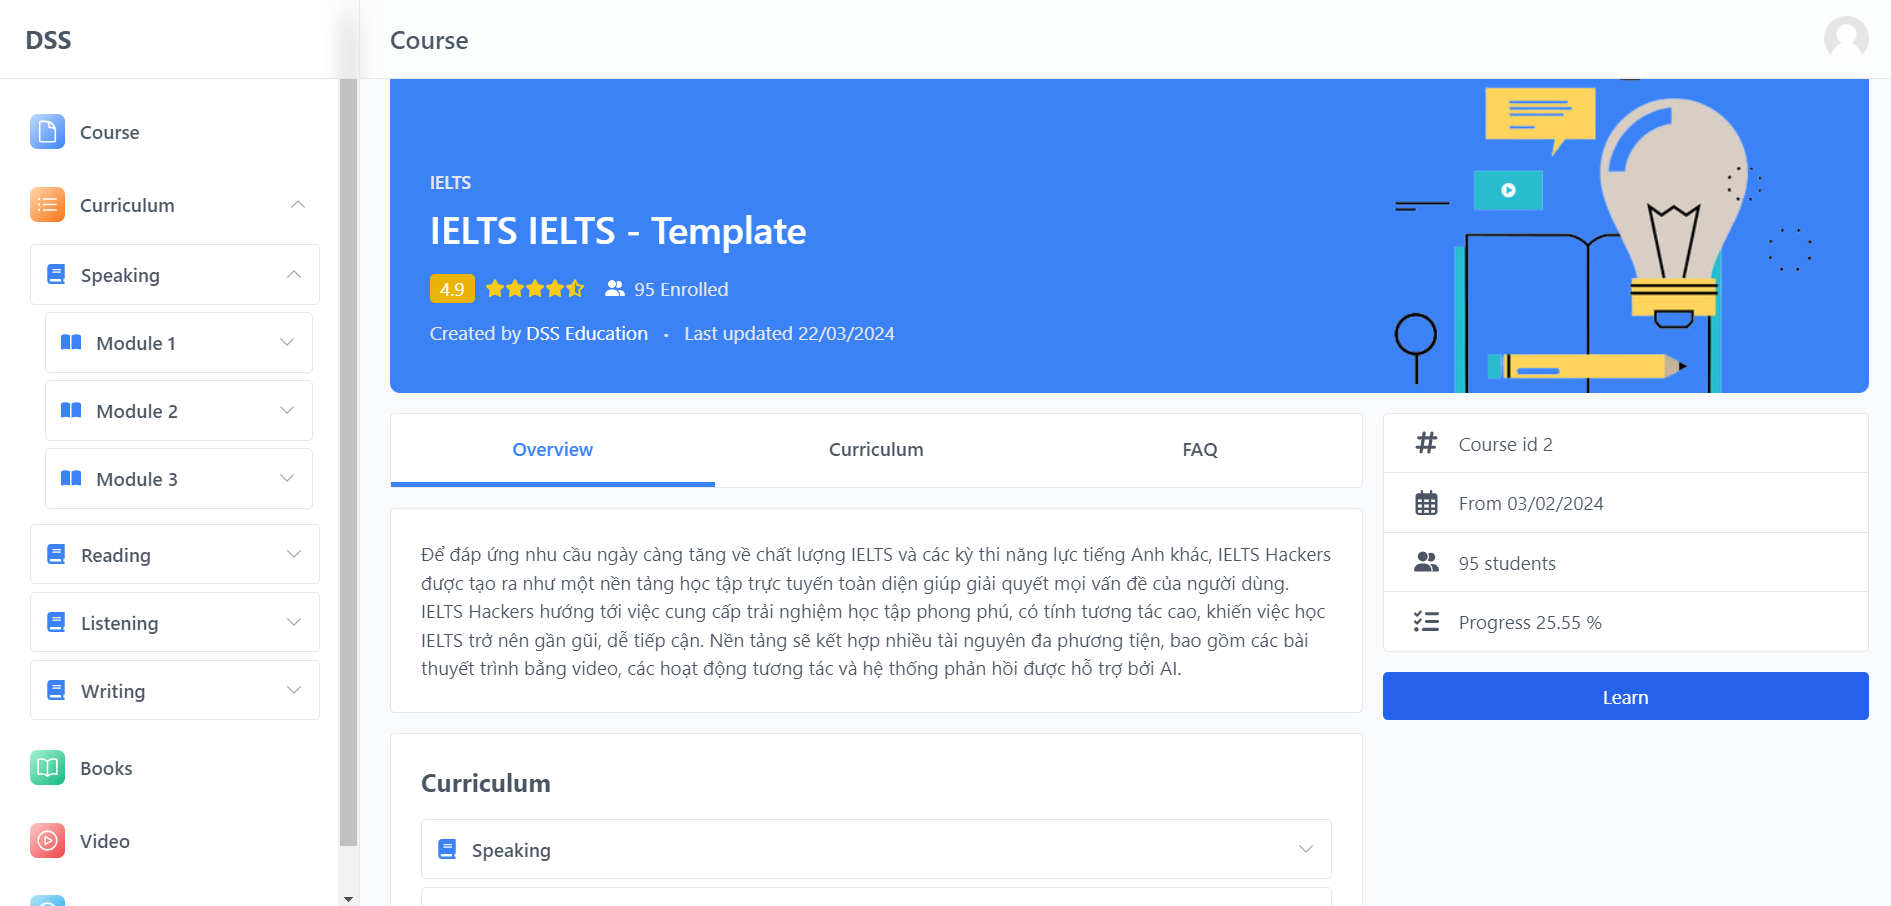 DSS
Course
Course
Curriculum
Speaking
Module 1
Module 2
Module 3
Reading
Listening
Writing
Books
Video
IELTS
IELTS IELTS - Template
4.9
95 Enrolled
Created by DSS Education • Last updated 22/03/2024
Overview
Curriculum
FAQ
Để đáp ứng nhu cầu ngày càng tăng về chất lượng IELTS và các kỳ thi năng lực tiếng Anh khác, IELTS Hackers
được tạo ra như một nền tảng học tập trực tuyến toàn diện giúp giải quyết mọi vấn đề của người dùng.
IELTS Hackers hướng tới việc cung cấp trải nghiệm học tập phong phú, có tính tương tác cao, khiến việc học
IELTS trở nên gần gũi, dễ tiếp cận. Nền tảng sẽ kết hợp nhiều tài nguyên đa phương tiện, bao gồm các bài
thuyết trình bằng video, các hoạt động tương tác và hệ thống phản hồi được hỗ trợ bởi AI.
Curriculum
Speaking
Course id 2
From 03/02/2024
95 students
Progress 25.55 %
Learn